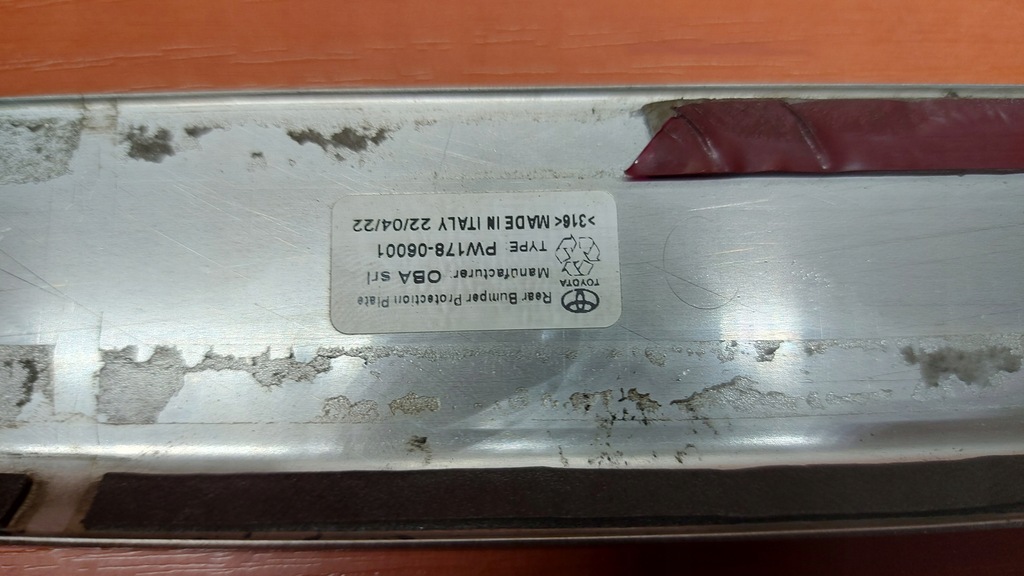 TOYOTA
Rear Bumper Protection Plate
Manufacturer: OBA srl
TYPE: PW178-06001
>316< MADE IN ITALY 22/04/22